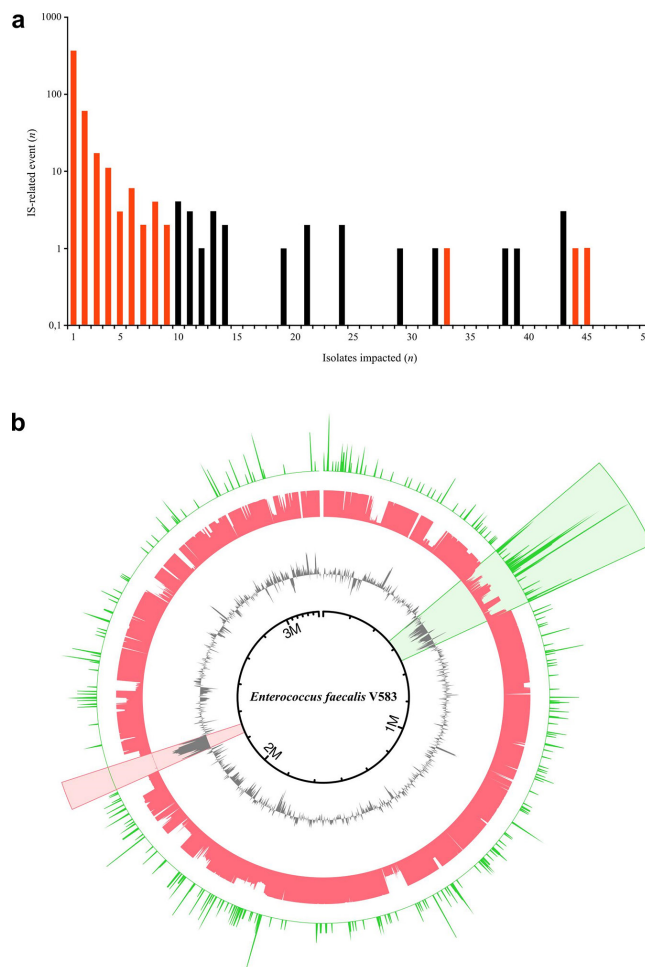 a
1000
100
10
1
0,1
IS-related event (n)
1 5 10 15 20 25 30 35 40 45 5
Isolates impacted (n)
b
3M
Enterococcus faecalis V583
1M
2M